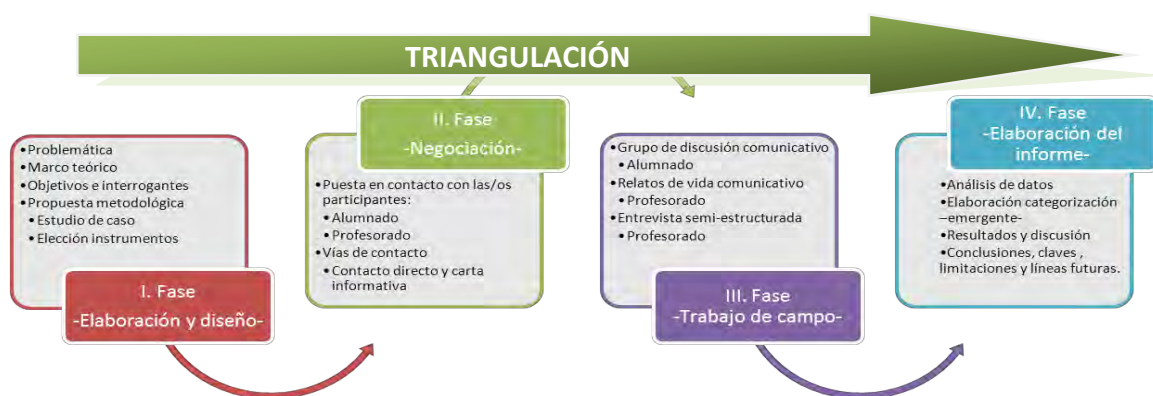 TRIANGULACIÓN
•Problemática
•Marco teórico
•Objetivos e interrogantes
•Propuesta metodológica
•Estudio de caso
•Elección instrumentos
I. Fase
-Elaboración y diseño-
II. Fase
-Negociación-
•Puesta en contacto con las/os
participantes:
•Alumnado
•Profesorado
•Vías de contacto
•Contacto directo y carta
informativa
•Grupo de discusión comunicativo
•Alumnado
•Relatos de vida comunicativo
•Profesorado
•Entrevista semi-estructurada
•Profesorado
III. Fase
-Trabajo de campo-
IV. Fase
-Elaboración del
informe-
•Análisis de datos
•Elaboración categorización
–emergente-
•Resultados y discusión
•Conclusiones, claves ,
limitaciones y líneas futuras.